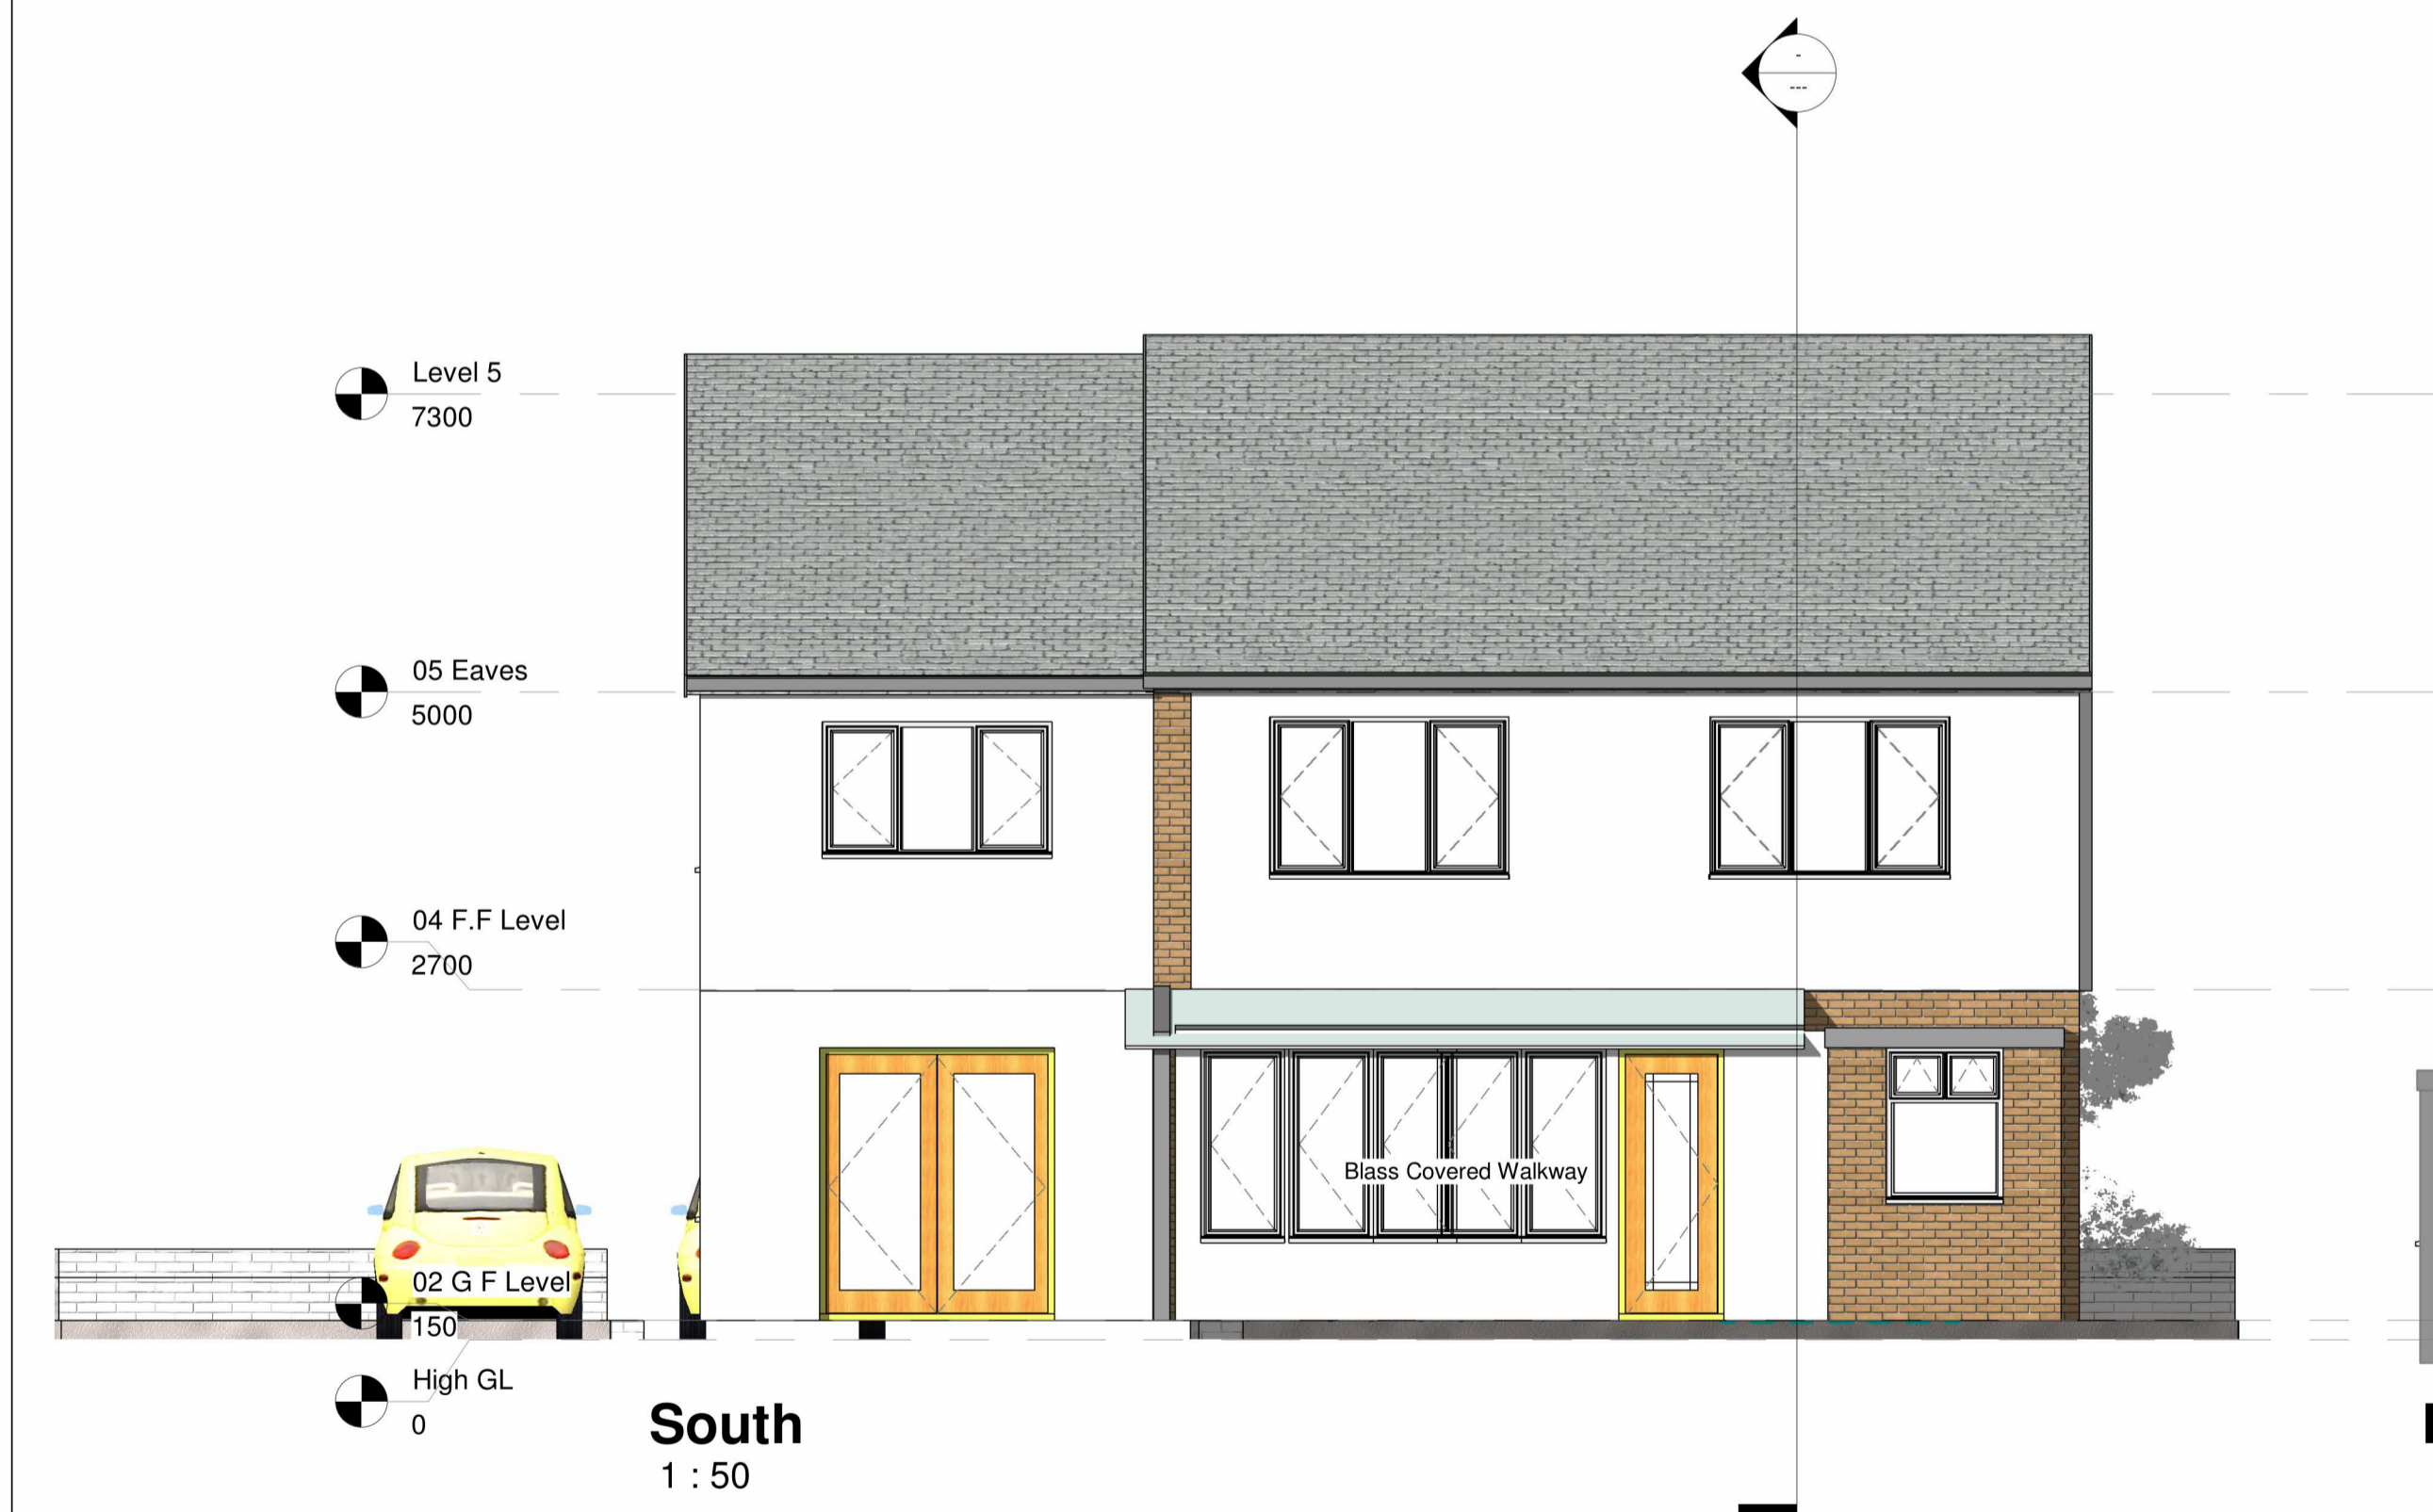 -
---
Level 5
7300
05 Eaves
5000
04 F.F Level
2700
Blass Covered Walkway
02 G F Level
150
High GL
0
South
1 : 50